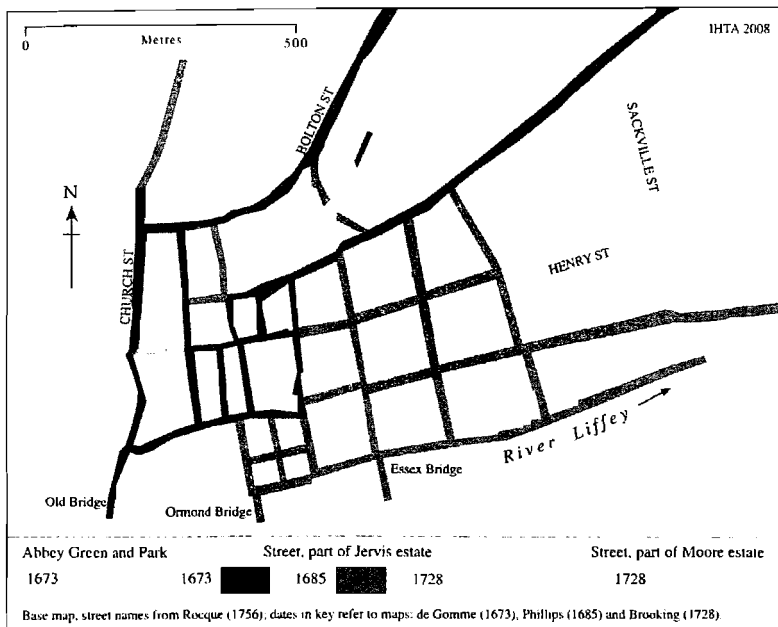 0 Metres 500
IHTA 2008
BOLTON ST
SACKVILLE ST
N
CHURCH ST
HENRY ST
River Liffey
Essex Bridge
Old Bridge
Ormond Bridge
Abbey Green and Park Street, part of Jervis estate Street, part of Moore estate
1673 1673 1685 1728 1728
Base map, street names from Rocque (1756); dates in key refer to maps: de Gomme (1673), Phillips (1685) and Brooking (1728).